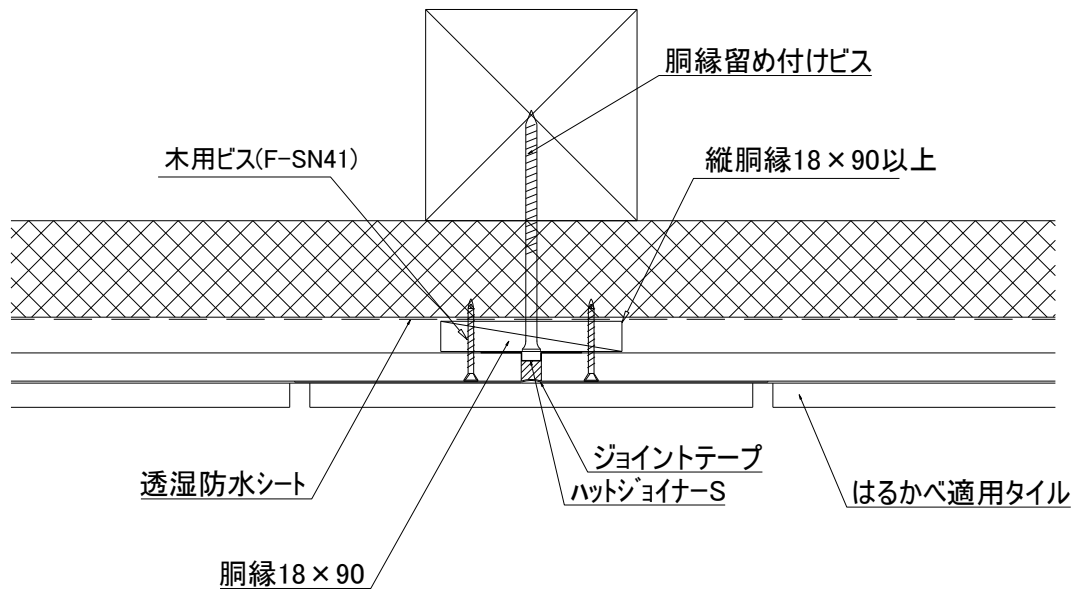 胴縁留め付けビス
木用ビス(F-SN41)
縦胴縁18×90以上
ジョイントテープ
ハットジョイナーS
透湿防水シート
はるかべ適用タイル
胴縁18×90